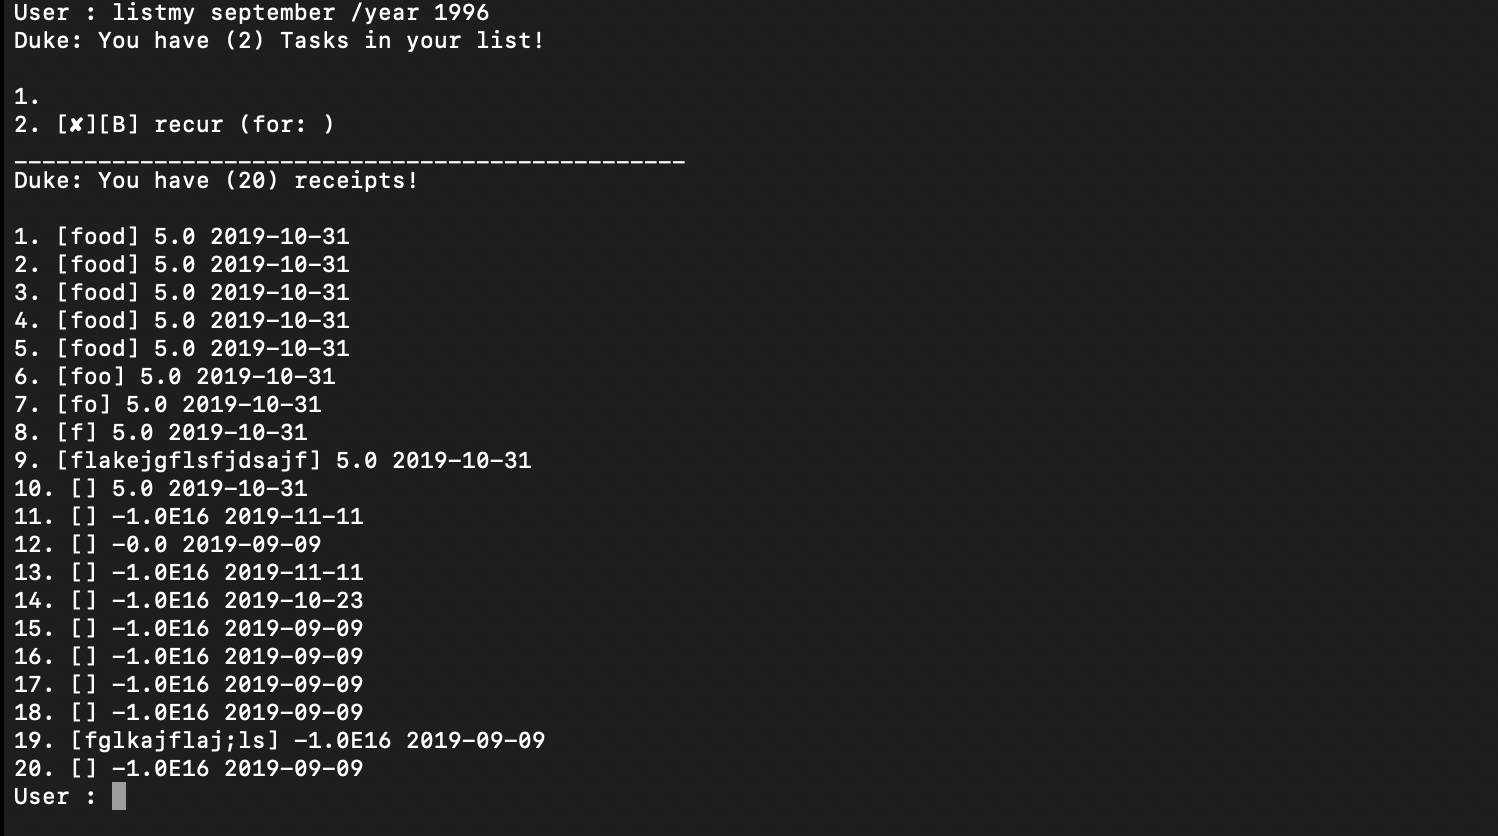 User : listmy september /year 1996
Duke: You have (2) Tasks in your list!
1.
2. [✘][B] recur (for: )
________________________________________________
Duke: You have (20) receipts!
1. [food] 5.0 2019-10-31
2. [food] 5.0 2019-10-31
3. [food] 5.0 2019-10-31
4. [food] 5.0 2019-10-31
5. [food] 5.0 2019-10-31
6. [foo] 5.0 2019-10-31
7. [fo] 5.0 2019-10-31
8. [f] 5.0 2019-10-31
9. [flakejgflsfjdsajf] 5.0 2019-10-31
10. [] 5.0 2019-10-31
11. [] -1.0E16 2019-11-11
12. [] -0.0 2019-09-09
13. [] -1.0E16 2019-11-11
14. [] -1.0E16 2019-10-23
15. [] -1.0E16 2019-09-09
16. [] -1.0E16 2019-09-09
17. [] -1.0E16 2019-09-09
18. [] -1.0E16 2019-09-09
19. [fglkajflaj;ls] -1.0E16 2019-09-09
20. [] -1.0E16 2019-09-09
User :